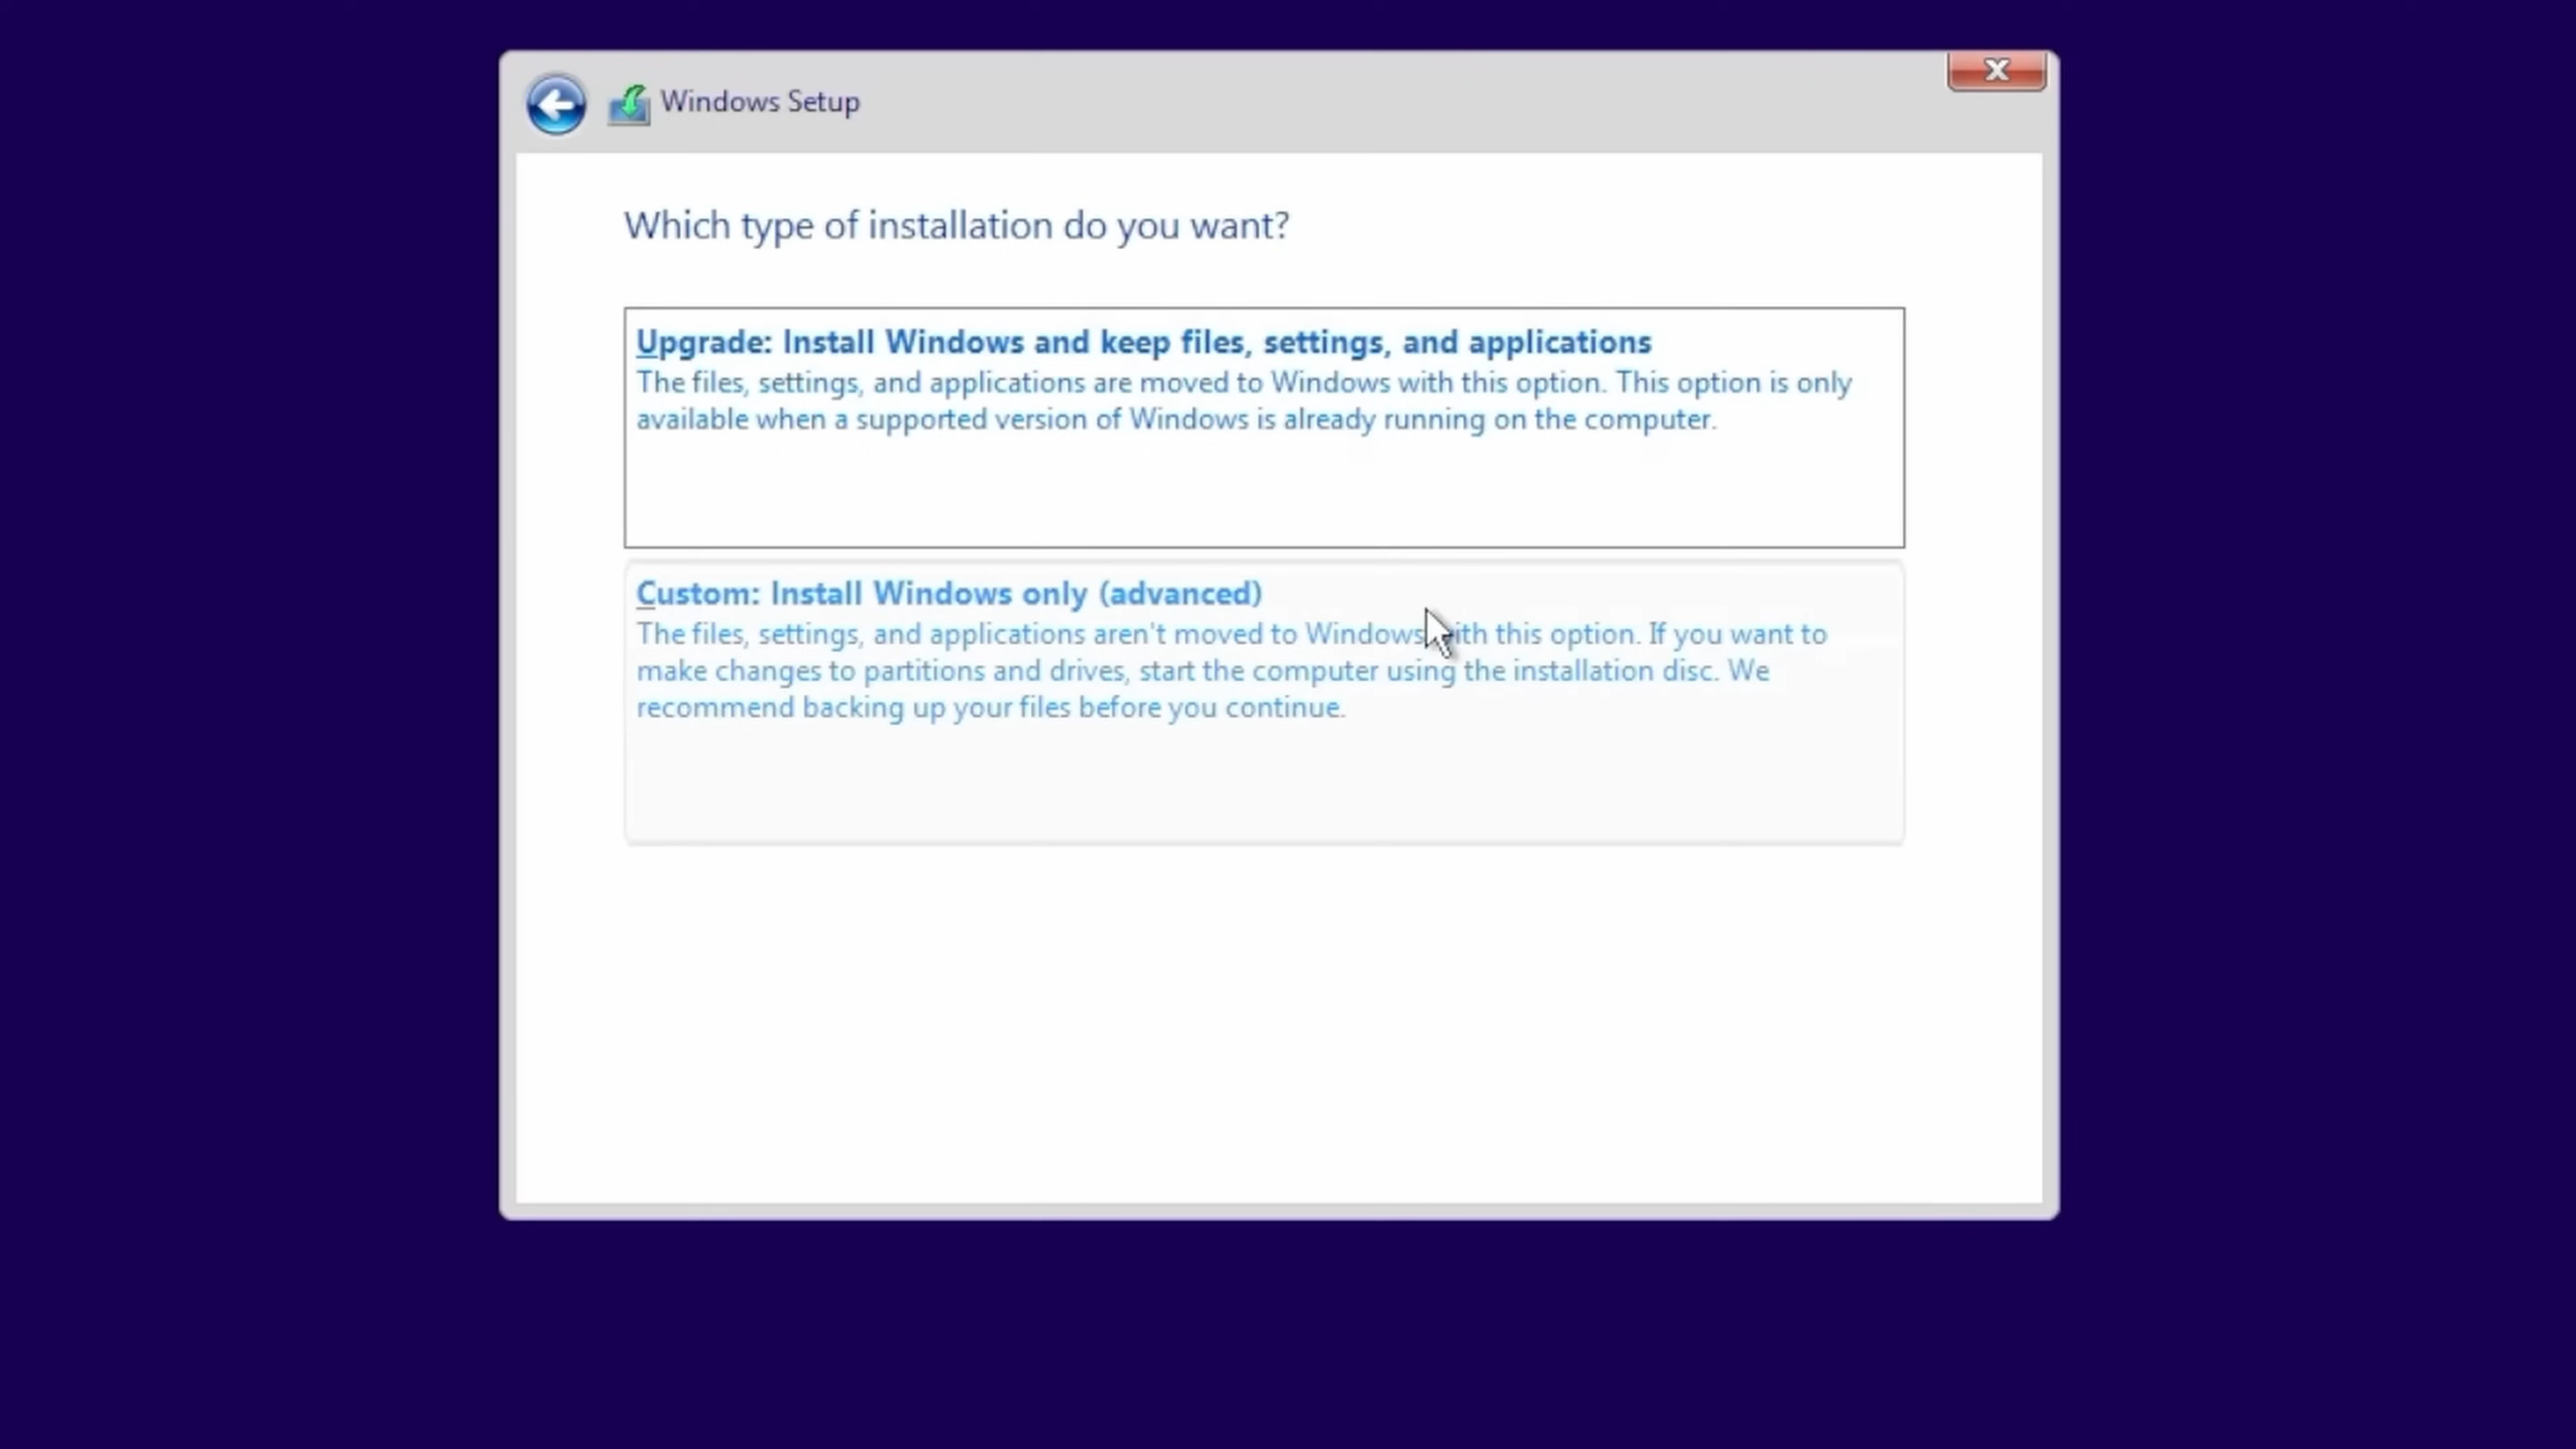 Windows Setup
Which type of installation do you want?
Upgrade: Install Windows and keep files, settings, and applications
The files, settings, and applications are moved to Windows with this option. This option is only
available when a supported version of Windows is already running on the computer.
Custom: Install Windows only (advanced)
The files, settings, and applications aren't moved to Windows with this option. If you want to
make changes to partitions and drives, start the computer using the installation disc. We
recommend backing up your files before you continue.